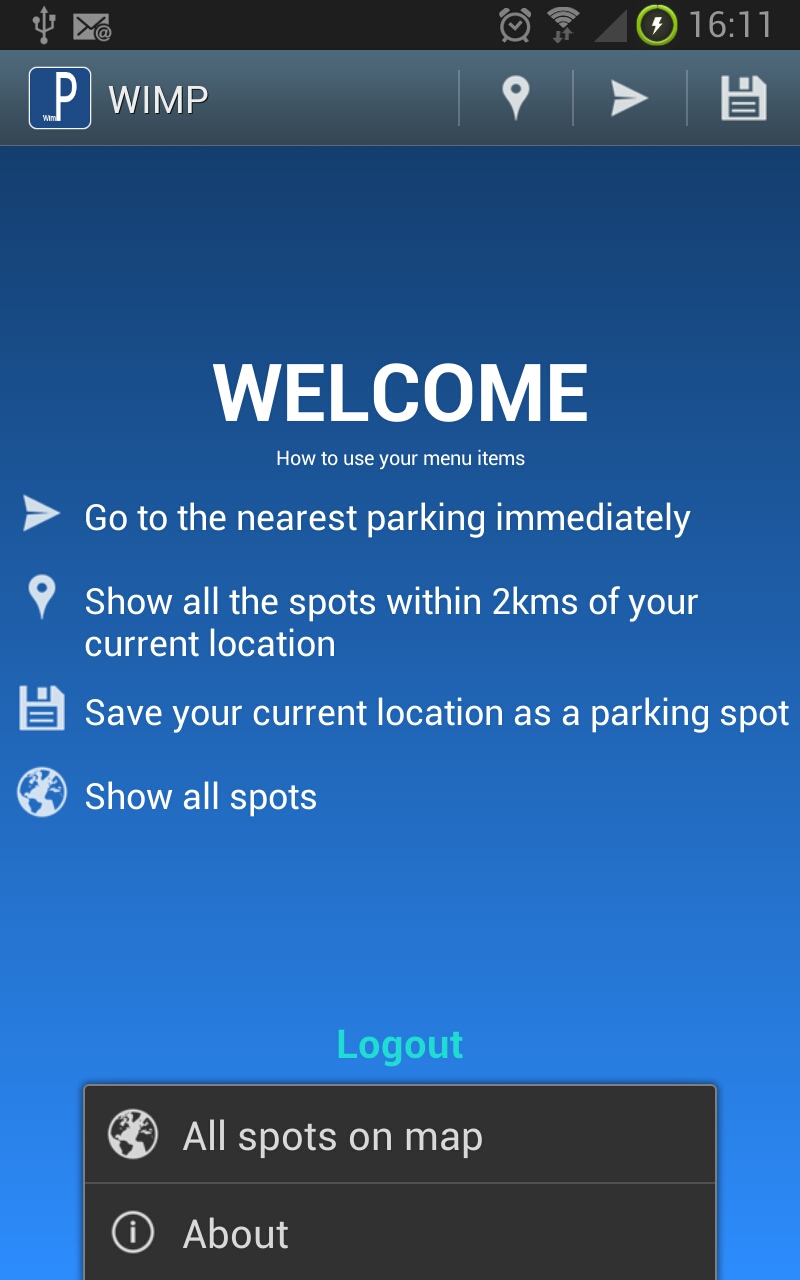 16:11
P
Wim
WIMP
WELCOME
How to use your menu items
Go to the nearest parking immediately
Show all the spots within 2kms of your
current location
Save your current location as a parking spot
Show all spots
Logout
All spots on map
About